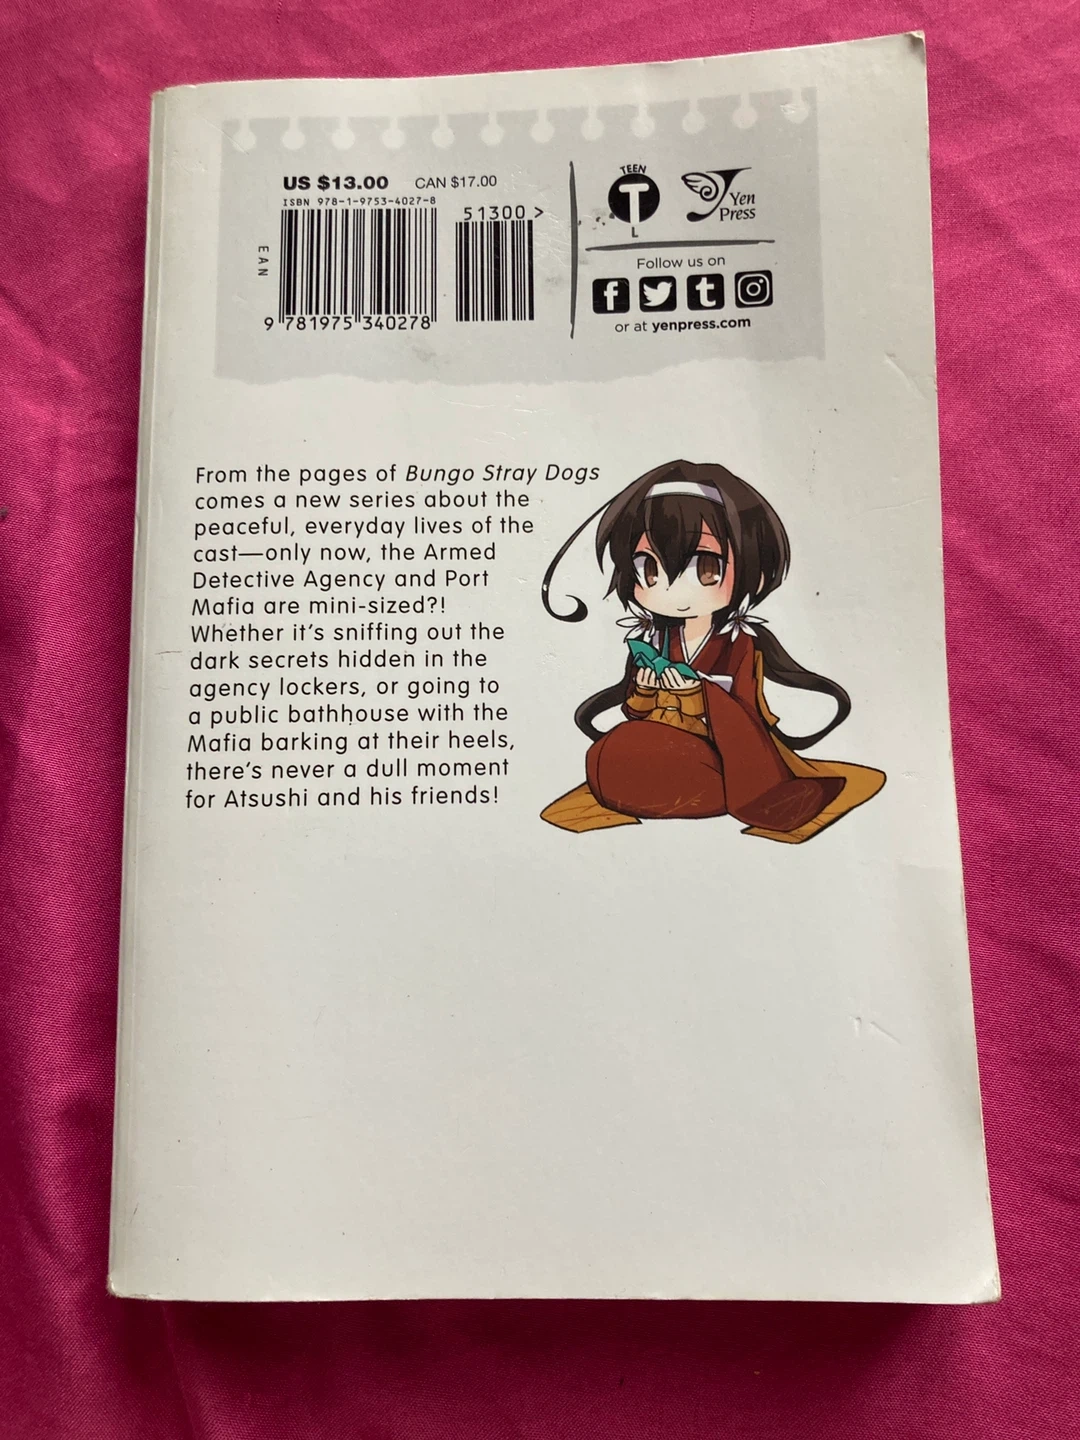 US $13.00 CAN $17.00
ISBN 978-1-9753-4027-8
51300 >
EAN
9 781975 340278
TEEN
T
L
Yen
Press
Follow us on
or at yenpress.com
From the pages of Bungo Stray Dogs
comes a new series about the
peaceful, everyday lives of the
cast—only now, the Armed
Detective Agency and Port
Mafia are mini-sized?!
Whether it's sniffing out the
dark secrets hidden in the
agency lockers, or going to
a public bathhouse with the
Mafia barking at their heels,
there's never a dull moment
for Atsushi and his friends!